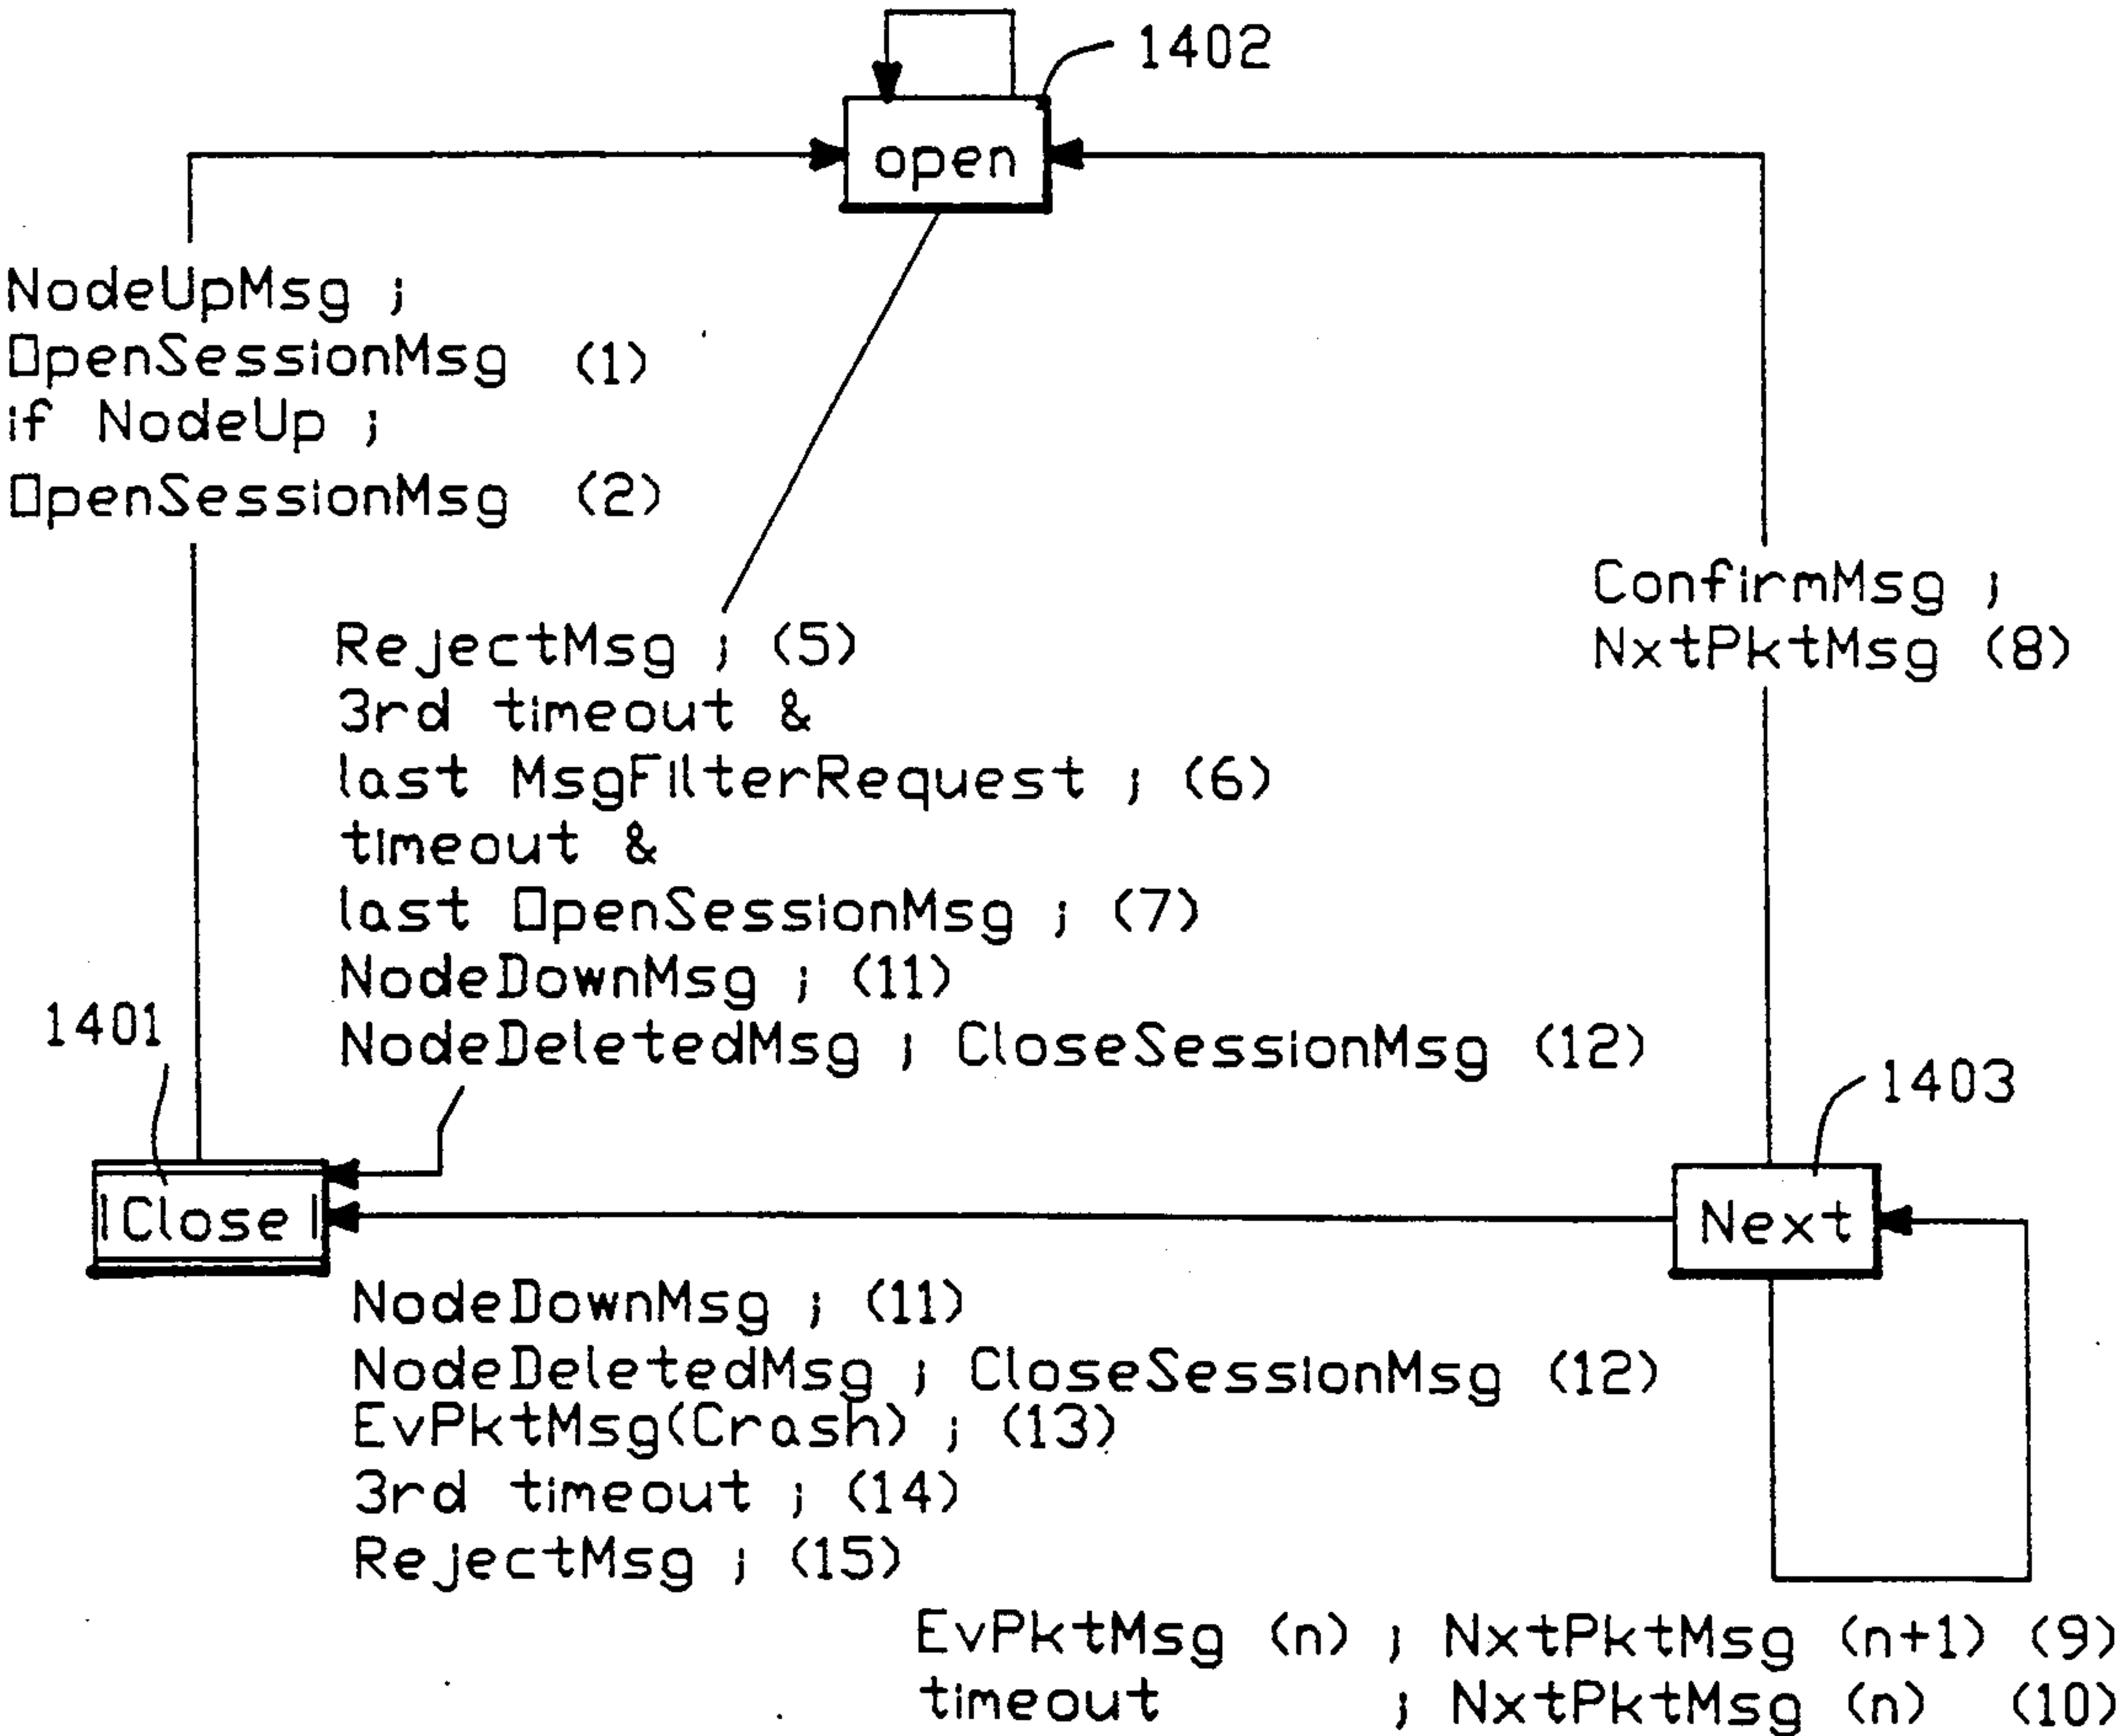 1402
open
NodeUpMsg ;
OpenSessionMsg (1)
if NodeUp ;
OpenSessionMsg (2)
ConfirmMsg ;
NxtPktMsg (8)
RejectMsg ; (5)
3rd timeout &
last MsgFilterRequest ; (6)
timeout &
last OpenSessionMsg ; (7)
NodeDownMsg ; (11)
NodeDeletedMsg ; CloseSessionMsg (12)
1401
1403
Close
Next
NodeDownMsg ; (11)
NodeDeletedMsg ; CloseSessionMsg (12)
EvPktMsg(Crash) ; (13)
3rd timeout ; (14)
RejectMsg ; (15)
EvPktMsg (n) ; NxtPktMsg (n+1) (9)
timeout ; NxtPktMsg (n) (10)